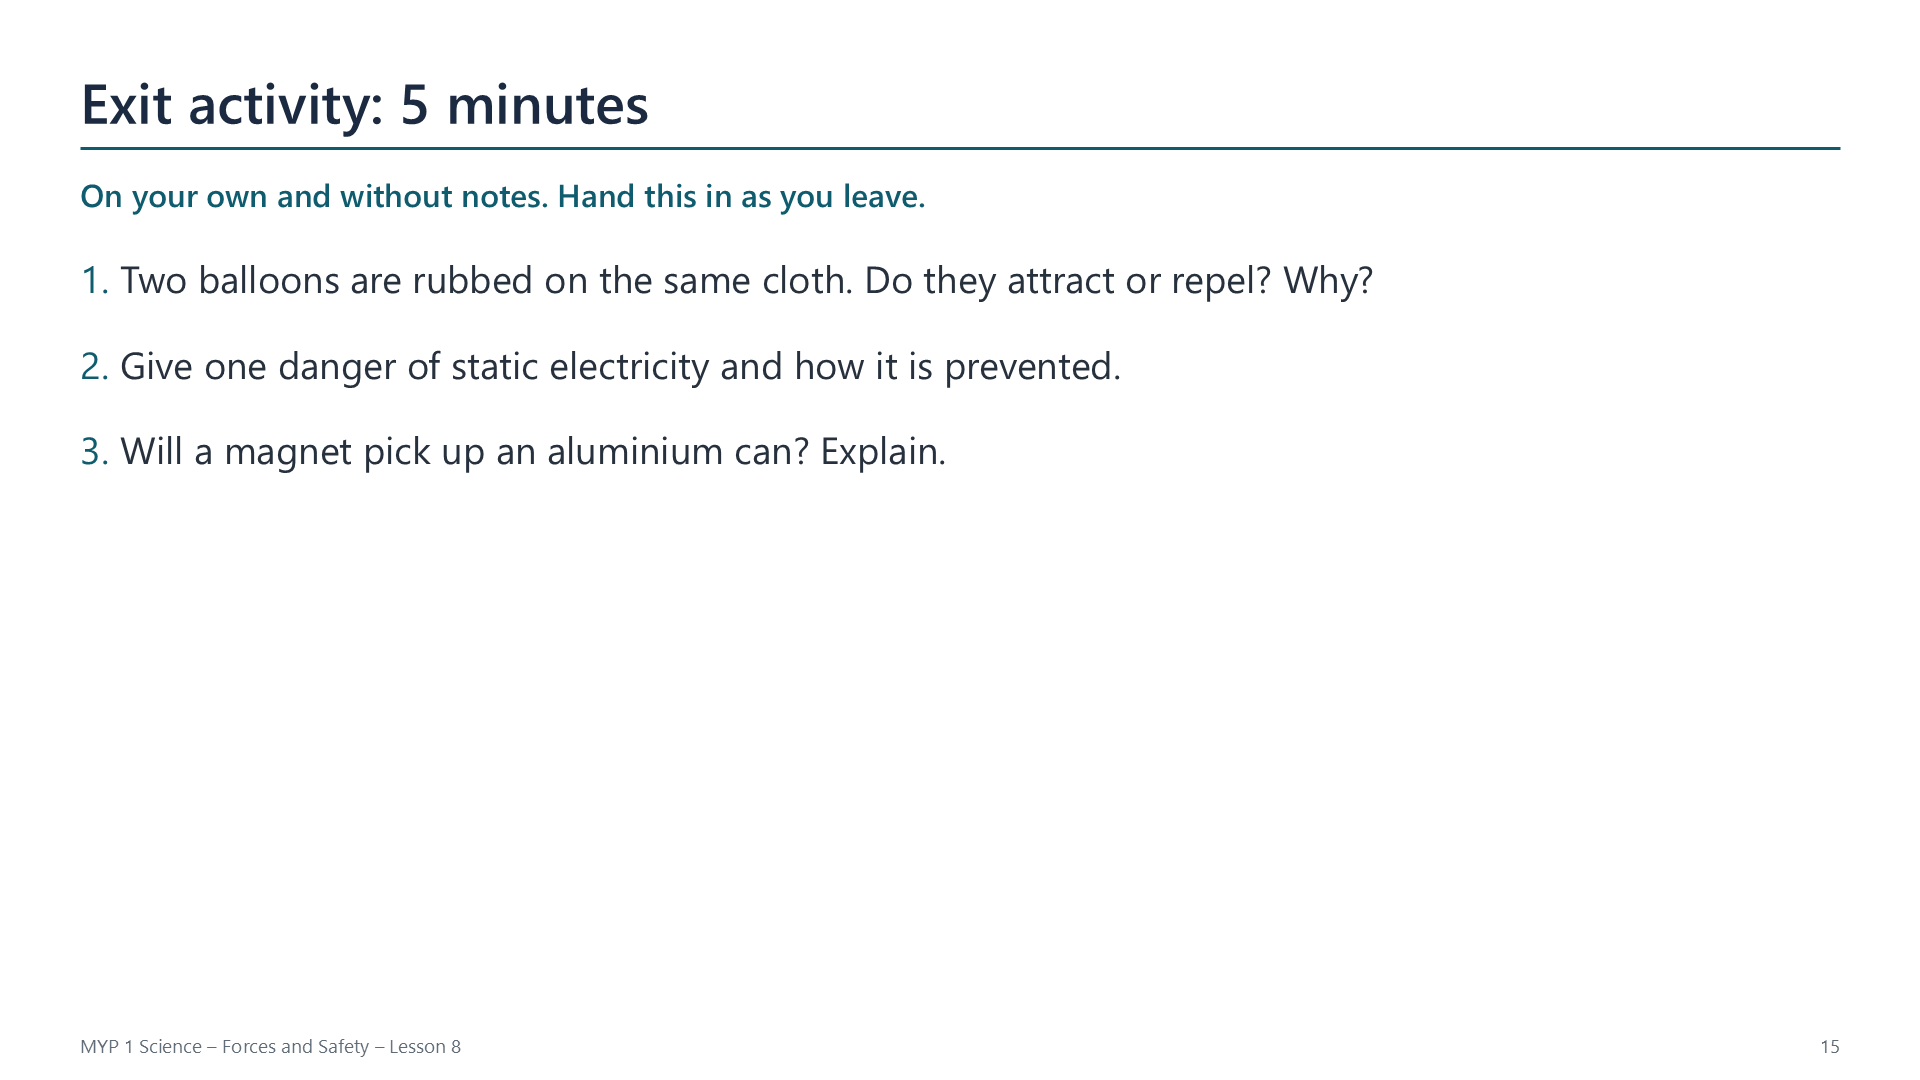 Exit activity: 5 minutes
On your own and without notes. Hand this in as you leave.
1. Two balloons are rubbed on the same cloth. Do they attract or repel? Why?
2. Give one danger of static electricity and how it is prevented.
3. Will a magnet pick up an aluminium can? Explain.
MYP 1 Science – Forces and Safety – Lesson 8
15